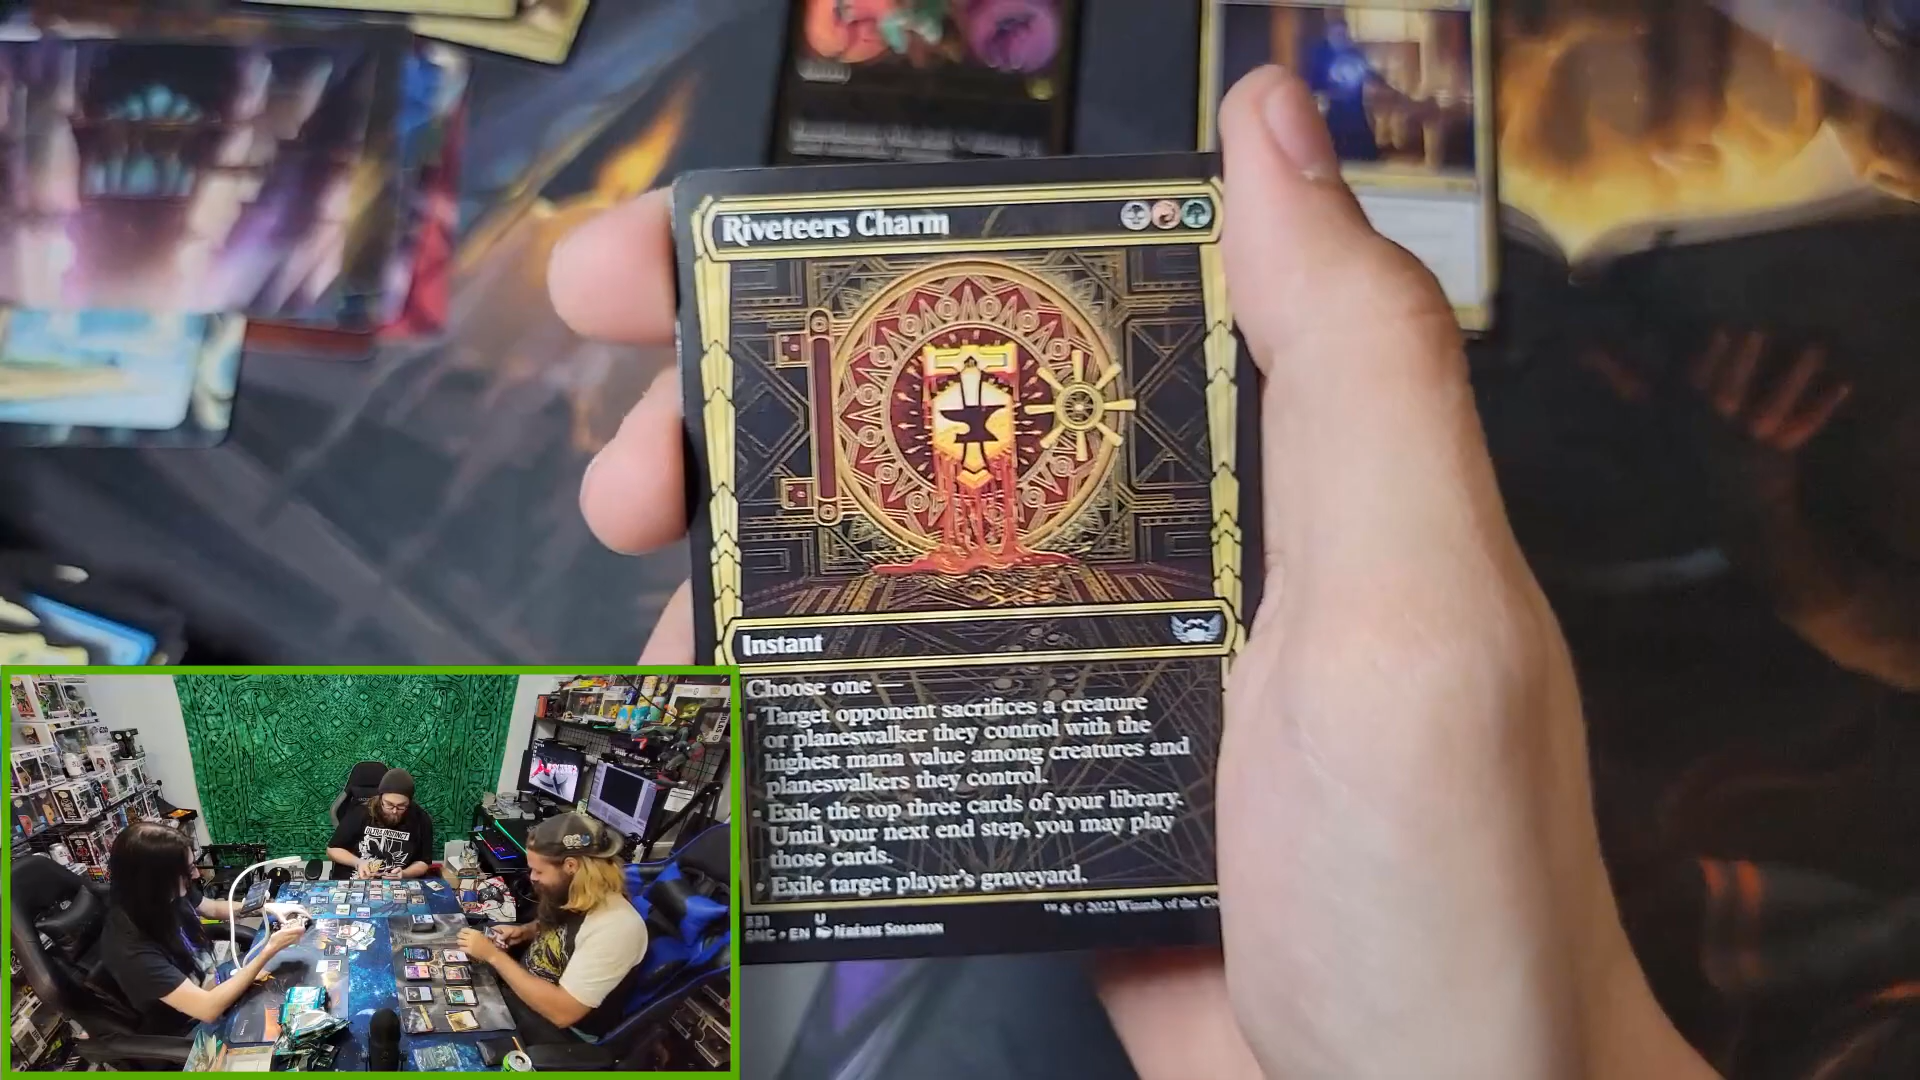 Riveteers Charm
Instant
Choose one —
• Target opponent sacrifices a creature
or planeswalker they control with the
highest mana value among creatures and
planeswalkers they control.
• Exile the top three cards of your library.
Until your next end step, you may play
those cards.
• Exile target player's graveyard.
331 U
SNC • EN Jérémie Solomon
™ & © 2022 Wizards of the Co
ULTRA INSTINCT